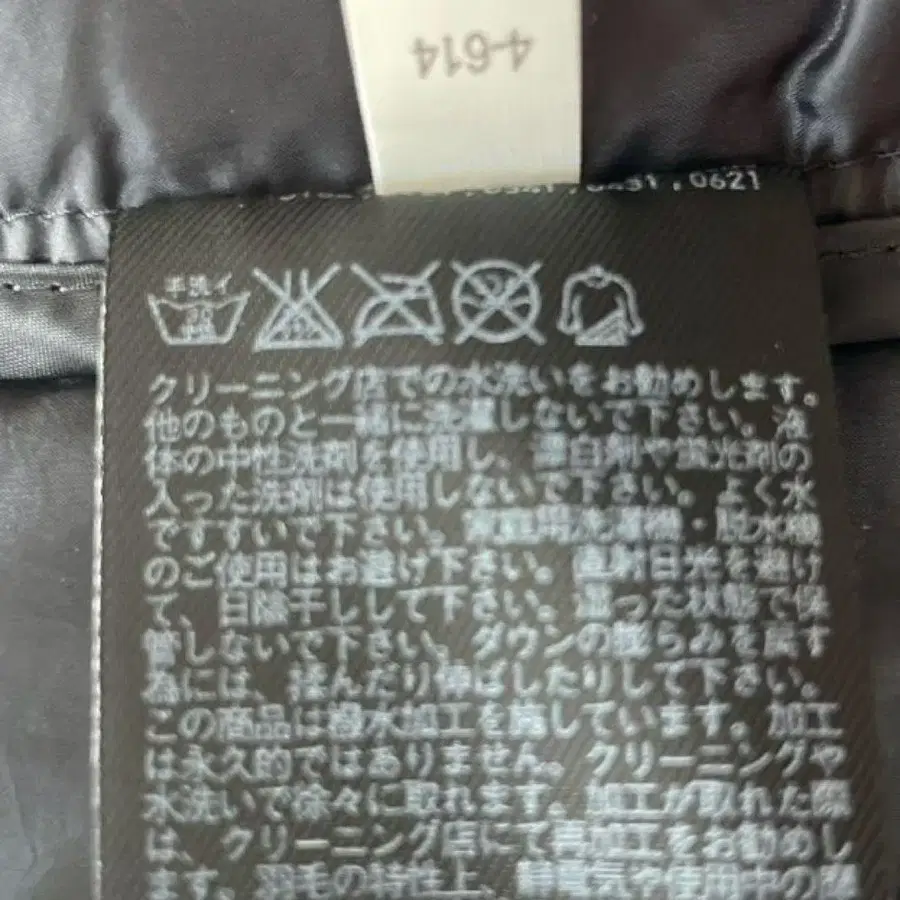 4-614
0621
手洗イ
クリーニング店での水洗いをお勧めします。
他のものと一緒に洗濯しないで下さい。液
体の中性洗剤を使用し、漂白剤や蛍光剤の
入った洗剤は使用しないで下さい。よく水
ですすいで下さい。家庭用洗濯機・脱水機
のご使用はお避け下さい。直射日光を避け
て、日陰干しして下さい。湿った状態で保
管しないで下さい。ダウンの膨らみを戻す
為には、揉んだり伸ばしたりして下さい。
この商品は撥水加工を施しています。加工
は永久的ではありません。クリーニングや
水洗いで徐々に取れます。加工が取れた際
は、クリーニング店にて再加工をお勧めし
ます。羽毛の特性上、静電気や使用中の際